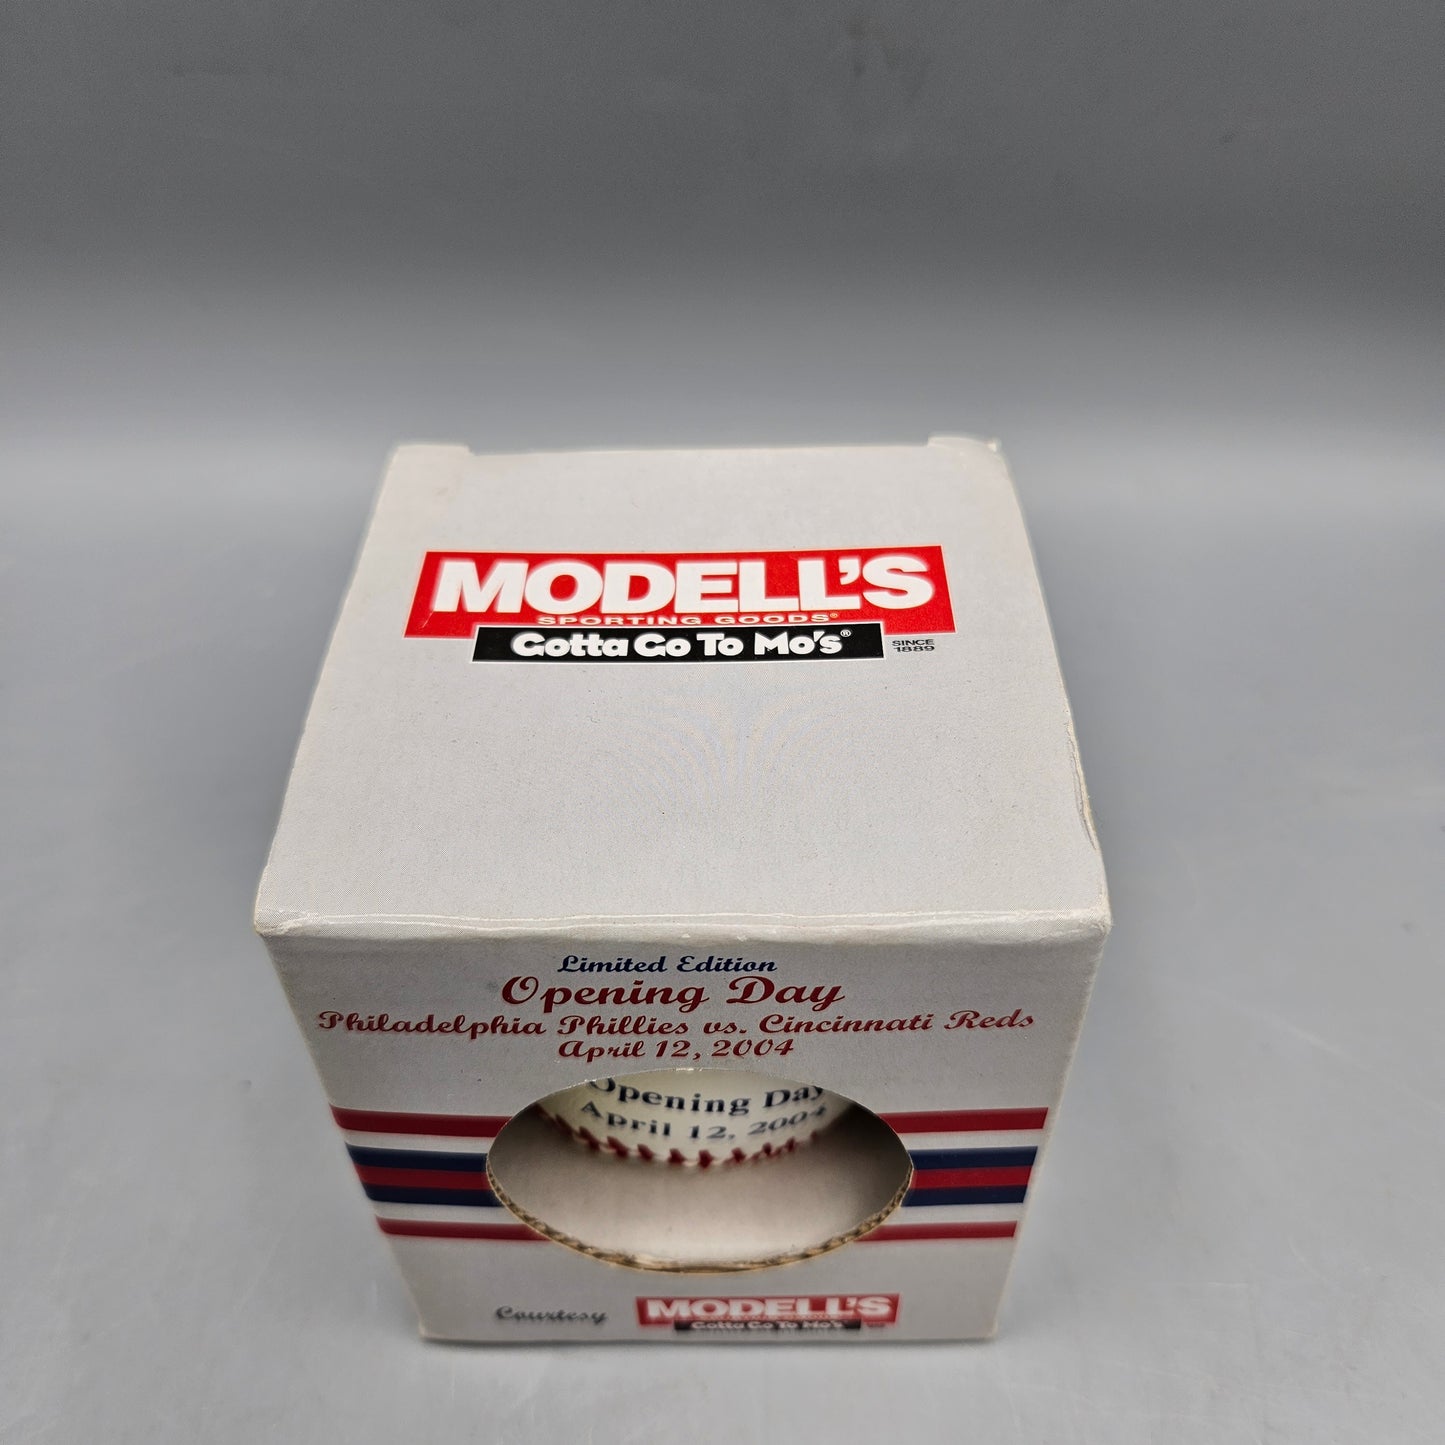 MODELL'S
SPORTING GOODS®
Gotta Go To Mo's®
SINCE
1889
Limited Edition
Opening Day
Philadelphia Phillies vs. Cincinnati Reds
April 12, 2004
Opening Day
April 12, 2004
Courtesy
MODELL'S
Gotta Go To Mo's